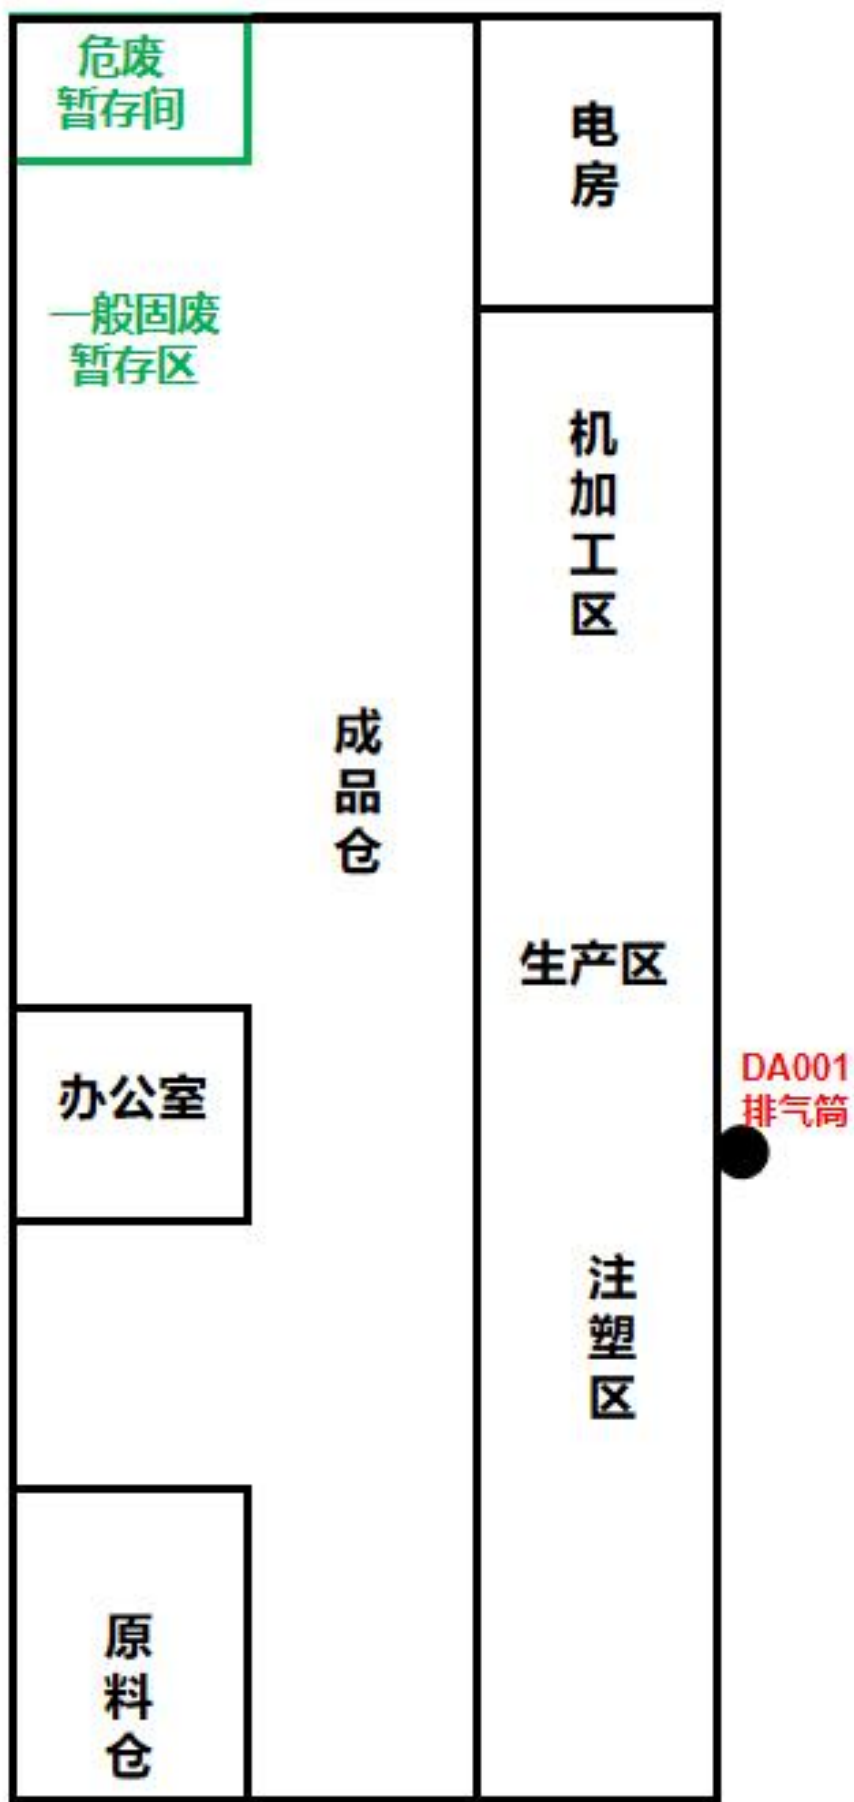 危废
暂存间
电房
一般固废
暂存区
机加工区
成品仓
生产区
办公室
DA001
排气筒
注塑区
原料仓